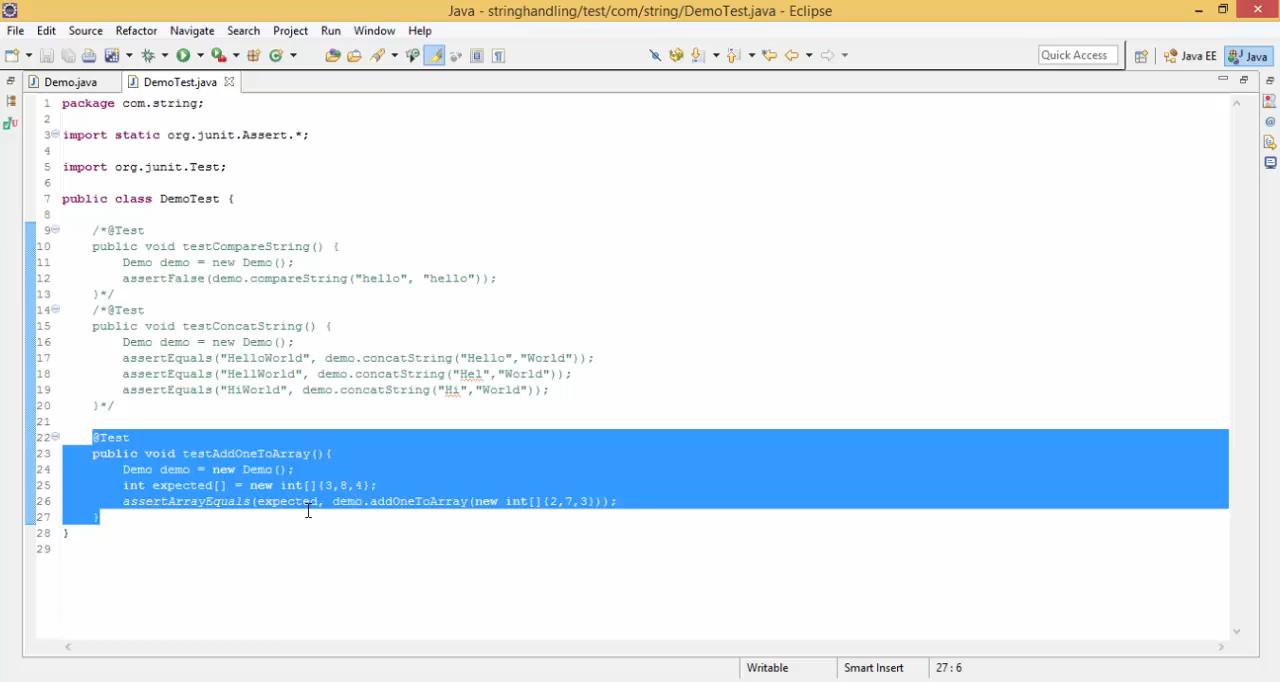 Java - stringhandling/test/com/string/DemoTest.java - Eclipse
File Edit Source Refactor Navigate Search Project Run Window Help
Quick Access Java EE Java
Demo.java DemoTest.java
1 package com.string;
2
3 import static org.junit.Assert.*;
4
5 import org.junit.Test;
6
7 public class DemoTest {
8
9 /*@Test
10 public void testCompareString() {
11 Demo demo = new Demo();
12 assertFalse(demo.compareString("hello", "hello"));
13 }*/
14 /*@Test
15 public void testConcatString() {
16 Demo demo = new Demo();
17 assertEquals("HelloWorld", demo.concatString("Hello","World"));
18 assertEquals("HellWorld", demo.concatString("Hel","World"));
19 assertEquals("HiWorld", demo.concatString("Hi","World"));
20 }*/
21
22 @Test
23 public void testAddOneToArray(){
24 Demo demo = new Demo();
25 int expected[] = new int[]{3,8,4};
26 assertArrayEquals(expected, demo.addOneToArray(new int[]{2,7,3}));
27 }
28 }
29
Writable Smart Insert 27 : 6